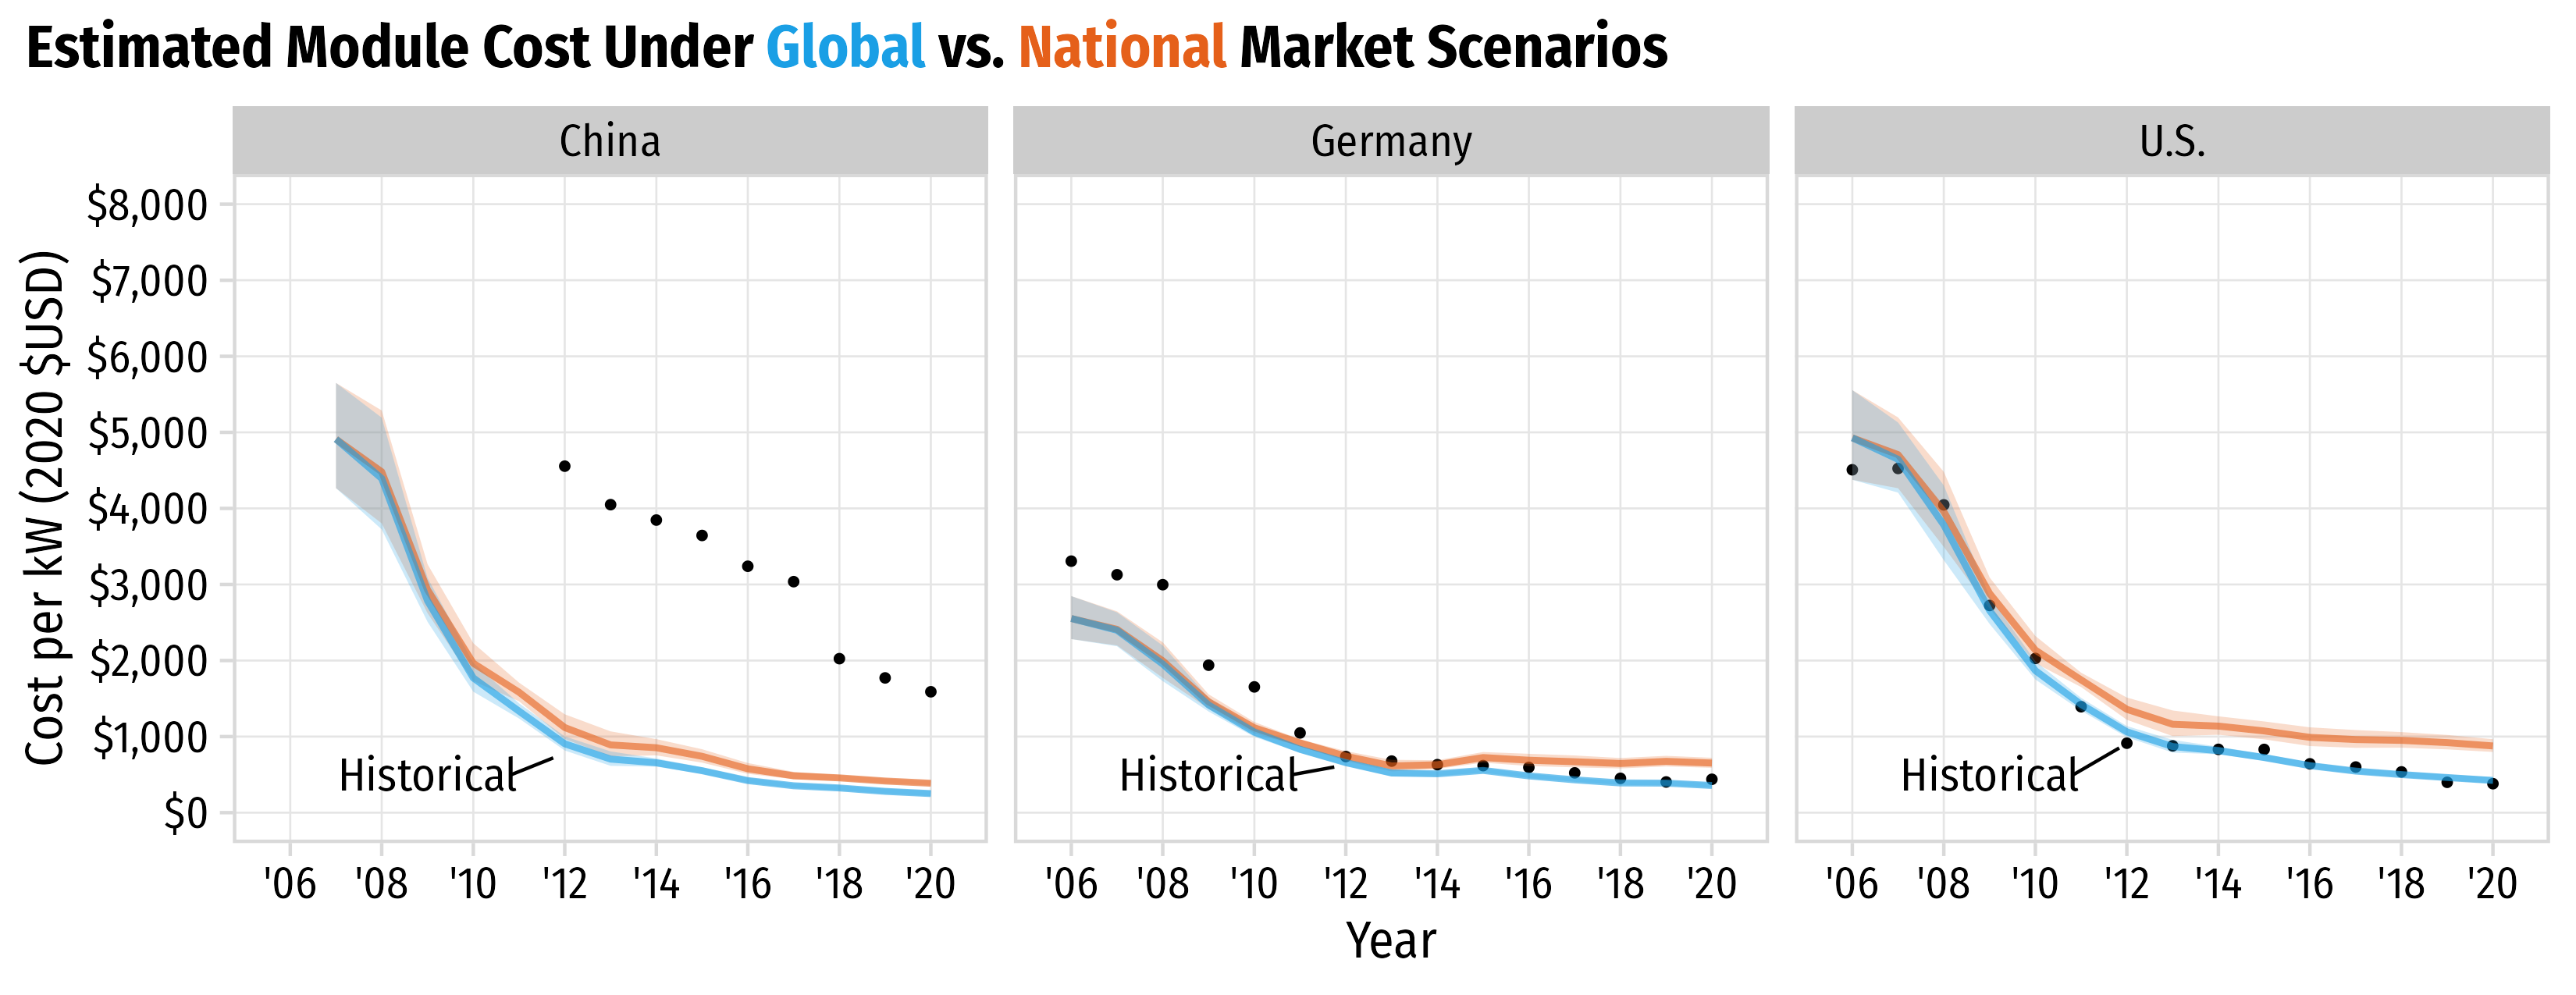 Estimated Module Cost Under Global vs. National Market Scenarios
China
Germany
U.S.
Cost per kW (2020 $USD)
$8,000
$7,000
$6,000
$5,000
$4,000
$3,000
$2,000
$1,000
$0
Historical
Historical
Historical
'06 '08 '10 '12 '14 '16 '18 '20
'06 '08 '10 '12 '14 '16 '18 '20
'06 '08 '10 '12 '14 '16 '18 '20
Year